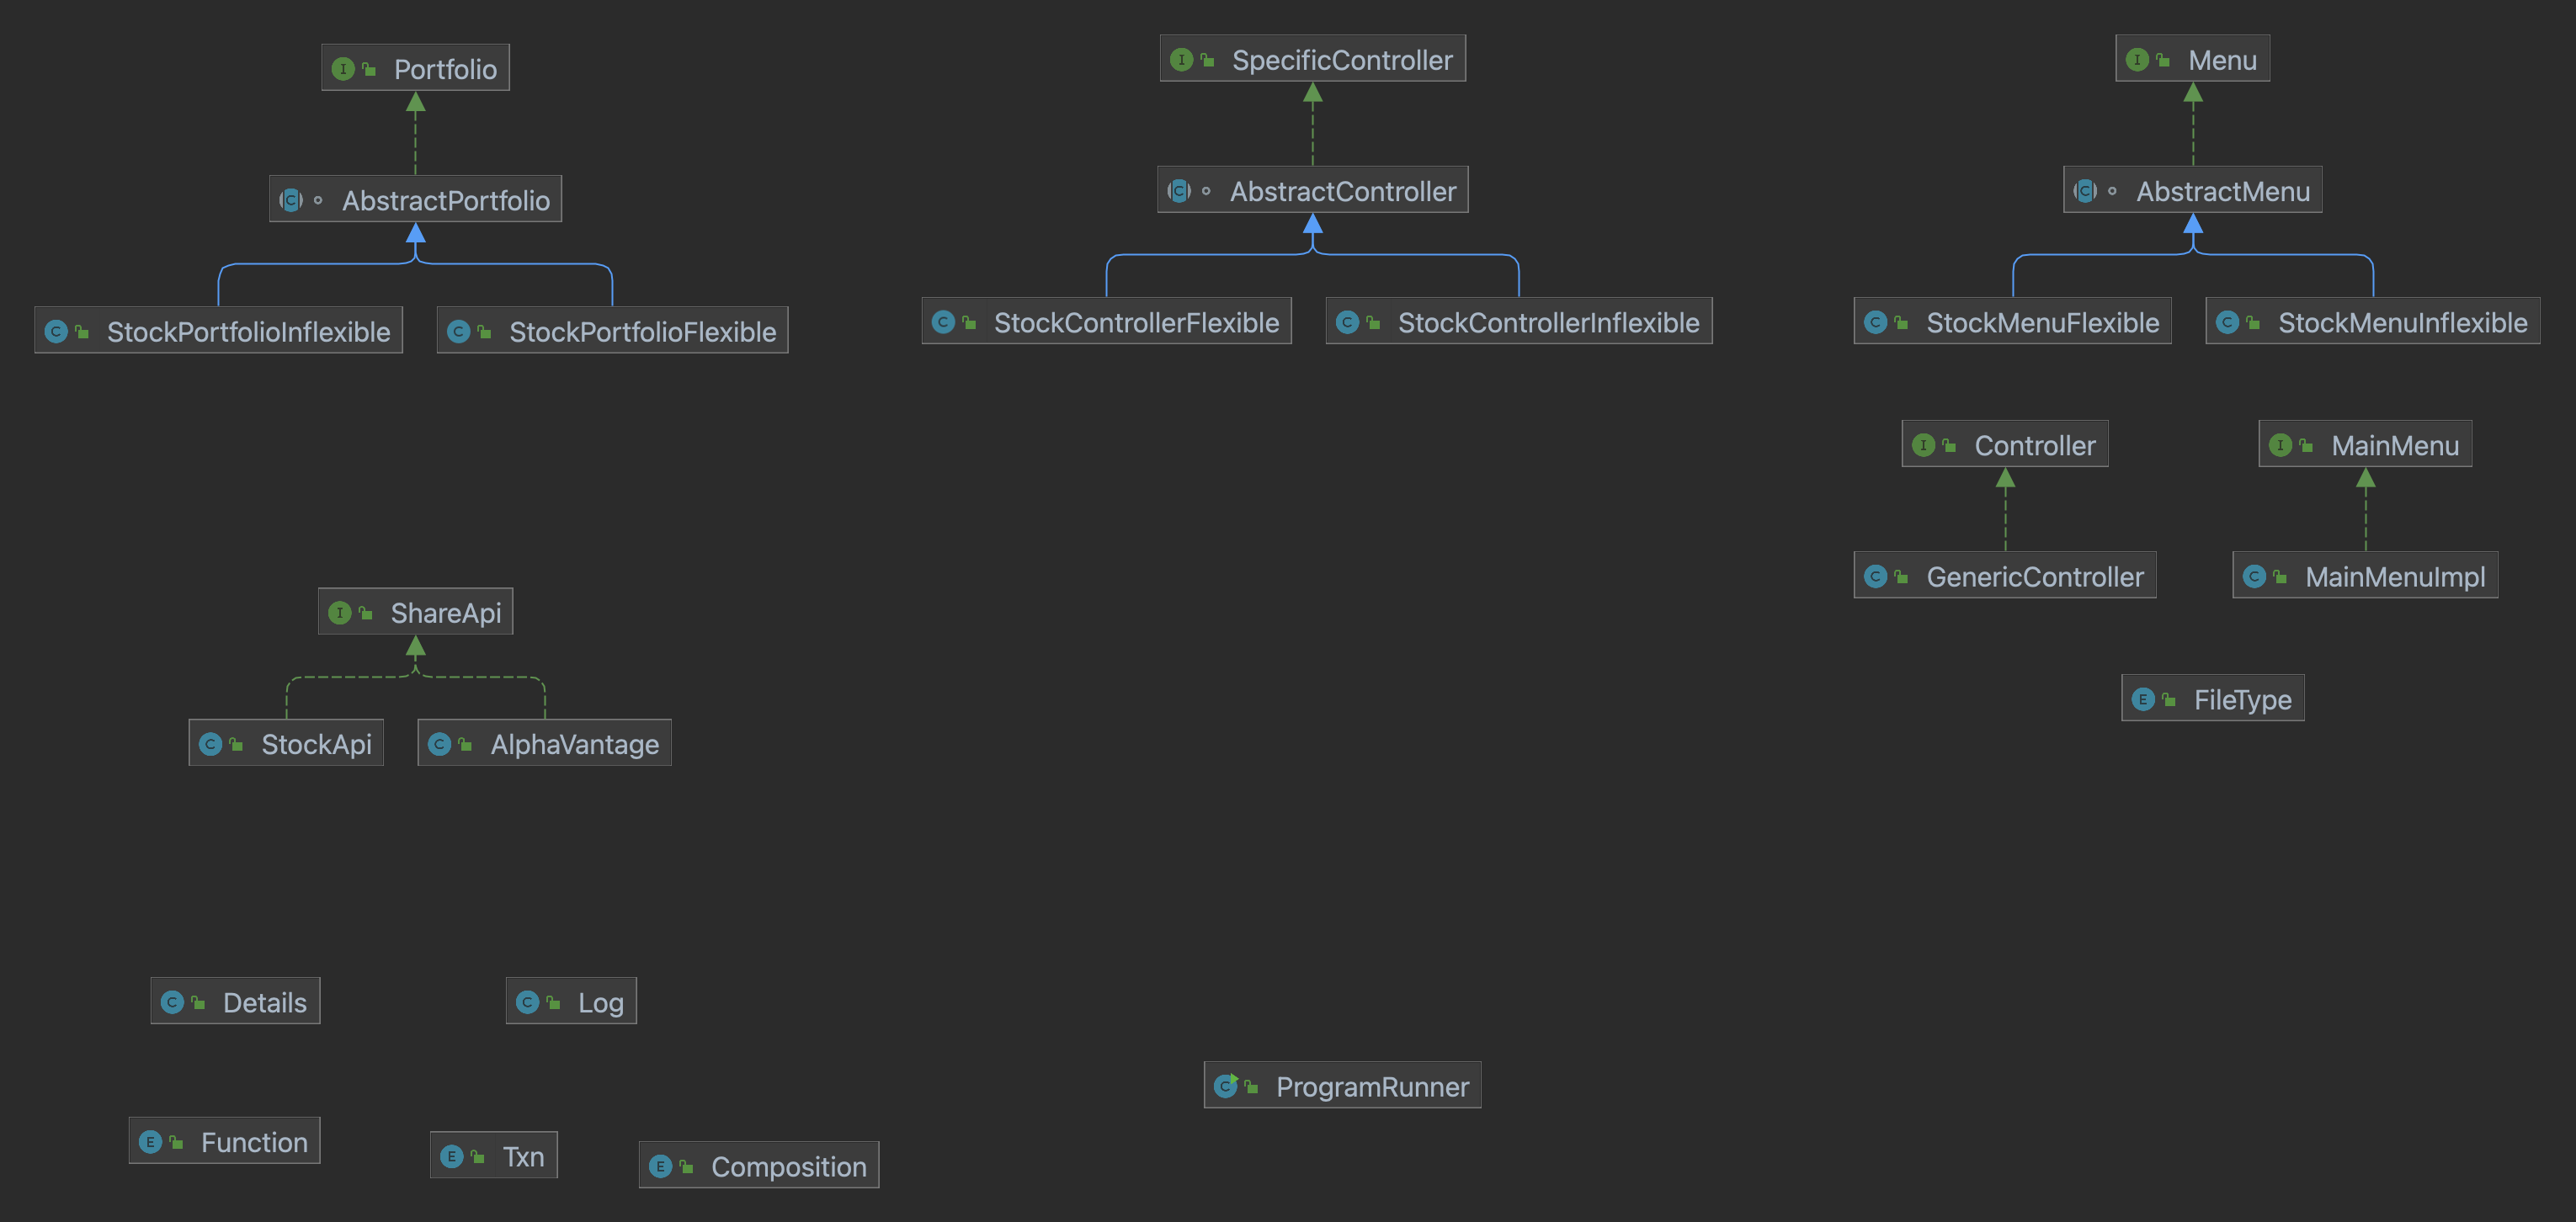 Portfolio
SpecificController
Menu
AbstractPortfolio
AbstractController
AbstractMenu
StockPortfolioInflexible
StockPortfolioFlexible
StockControllerFlexible
StockControllerInflexible
StockMenuFlexible
StockMenuInflexible
Controller
MainMenu
GenericController
MainMenuImpl
ShareApi
FileType
StockApi
AlphaVantage
Details
Log
ProgramRunner
Function
Txn
Composition